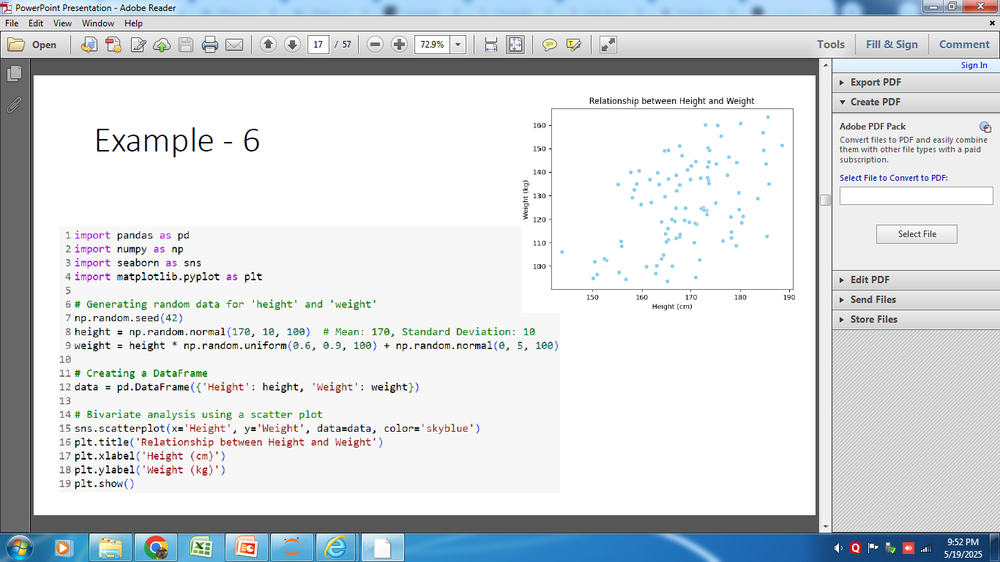 PowerPoint Presentation - Adobe Reader
File Edit View Window Help
Open 17 / 57 72.9% Tools Fill & Sign Comment
Sign In
Export PDF
Create PDF
Adobe PDF Pack
Convert files to PDF and easily combine
them with other file types with a paid
subscription.
Select File to Convert to PDF:
Select File
Edit PDF
Send Files
Store Files
Example - 6
Relationship between Height and Weight
Weight (kg)
160
150
140
130
120
110
100
150 160 170 180 190
Height (cm)
1 import pandas as pd
2 import numpy as np
3 import seaborn as sns
4 import matplotlib.pyplot as plt
5
6 # Generating random data for 'height' and 'weight'
7 np.random.seed(42)
8 height = np.random.normal(170, 10, 100)  # Mean: 170, Standard Deviation: 10
9 weight = height * np.random.uniform(0.6, 0.9, 100) + np.random.normal(0, 5, 100)
10
11 # Creating a DataFrame
12 data = pd.DataFrame({'Height': height, 'Weight': weight})
13
14 # Bivariate analysis using a scatter plot
15 sns.scatterplot(x='Height', y='Weight', data=data, color='skyblue')
16 plt.title('Relationship between Height and Weight')
17 plt.xlabel('Height (cm)')
18 plt.ylabel('Weight (kg)')
19 plt.show()
9:52 PM
5/19/2025